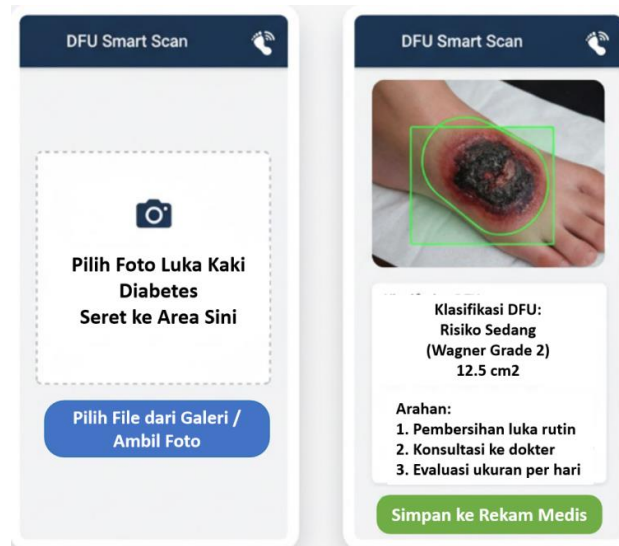 DFU Smart Scan
Pilih Foto Luka Kaki
Diabetes
Seret ke Area Sini
Pilih File dari Galeri /
Ambil Foto
DFU Smart Scan
Klasifikasi DFU:
Risiko Sedang
(Wagner Grade 2)
12.5 cm2
Arahan:
1. Pembersihan luka rutin
2. Konsultasi ke dokter
3. Evaluasi ukuran per hari
Simpan ke Rekam Medis